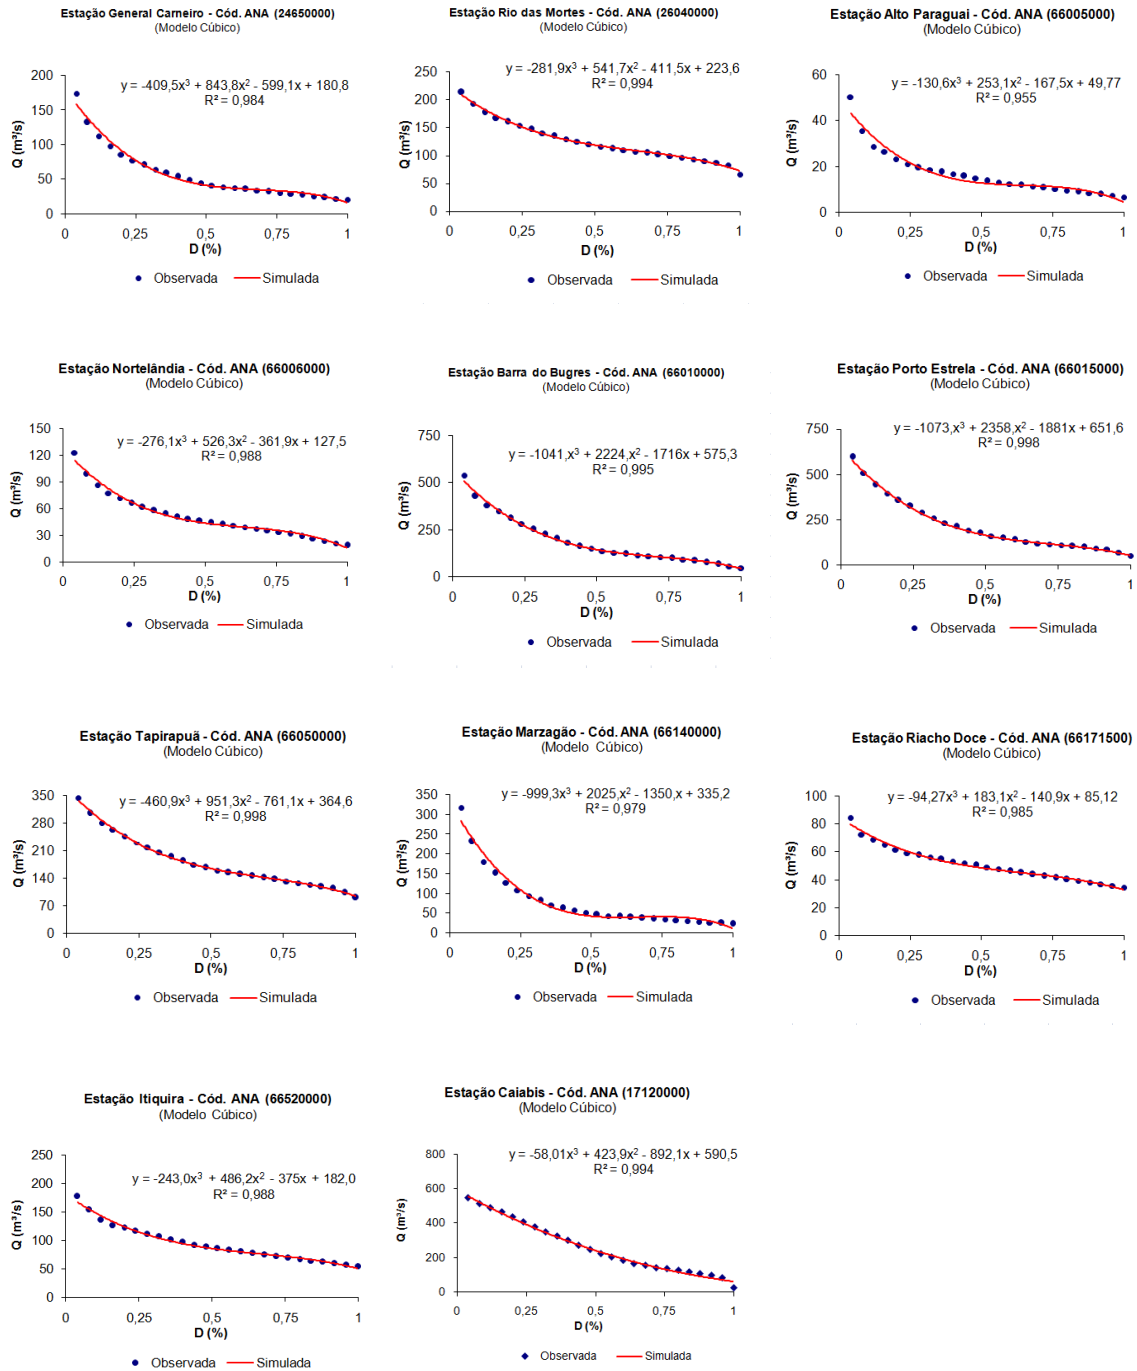 Estação General Carneiro - Cód. ANA (24650000)
(Modelo Cúbico)
y = -409,5x³ + 843,8x² - 599,1x + 180,8
R² = 0,984
Q (m³/s)
200
150
100
50
0
0 0,25 0,5 0,75 1
D (%)
Observada Simulada
Estação Rio das Mortes - Cód. ANA (26040000)
(Modelo Cúbico)
y = -281,9x³ + 541,7x² - 411,5x + 223,6
R² = 0,994
Q (m³/s)
250
200
150
100
50
0
0 0,25 0,5 0,75 1
D (%)
Observada Simulada
Estação Alto Paraguai - Cód. ANA (66005000)
(Modelo Cúbico)
y = -130,6x³ + 253,1x² - 167,5x + 49,77
R² = 0,955
Q (m³/s)
60
40
20
0
0 0,25 0,5 0,75 1
D (%)
Observada Simulada
Estação Nortelândia - Cód. ANA (66006000)
(Modelo Cúbico)
y = -276,1x³ + 526,3x² - 361,9x + 127,5
R² = 0,988
Q (m³/s)
150
120
90
60
30
0
0 0,25 0,5 0,75 1
D (%)
Observada Simulada
Estação Barra do Bugres - Cód. ANA (66010000)
(Modelo Cúbico)
y = -1041,x³ + 2224,x² - 1716x + 575,3
R² = 0,995
Q (m³/s)
750
500
250
0
0 0,25 0,5 0,75 1
D (%)
Observada Simulada
Estação Porto Estrela - Cód. ANA (66015000)
(Modelo Cúbico)
y = -1073,x³ + 2358,x² - 1881x + 651,6
R² = 0,998
Q (m³/s)
750
500
250
0
0 0,25 0,5 0,75 1
D (%)
Observada Simulada
Estação Tapirapuã - Cód. ANA (66050000)
(Modelo Cúbico)
y = -460,9x³ + 951,3x² - 761,1x + 364,6
R² = 0,998
Q (m³/s)
350
280
210
140
70
0
0 0,25 0,5 0,75 1
D (%)
Observada Simulada
Estação Marzagão - Cód. ANA (66140000)
(Modelo Cúbico)
y = -999,3x³ + 2025,x² - 1350,x + 335,2
R² = 0,979
Q (m³/s)
350
300
250
200
150
100
50
0
0 0,25 0,5 0,75 1
D (%)
Observada Simulada
Estação Riacho Doce - Cód. ANA (66171500)
(Modelo Cúbico)
y = -94,27x³ + 183,1x² - 140,9x + 85,12
R² = 0,985
Q (m³/s)
100
80
60
40
20
0
0 0,25 0,5 0,75 1
D (%)
Observada Simulada
Estação Itiquira - Cód. ANA (66520000)
(Modelo Cúbico)
y = -243,0x³ + 486,2x² - 375x + 182,0
R² = 0,988
Q (m³/s)
250
200
150
100
50
0
0 0,25 0,5 0,75 1
D (%)
Observada Simulada
Estação Caiabis - Cód. ANA (17120000)
(Modelo Cúbico)
y = -58,01x³ + 423,9x² - 892,1x + 590,5
R² = 0,994
Q (m³/s)
800
600
400
200
0
0 0,25 0,5 0,75 1
D (%)
Observada Simulada